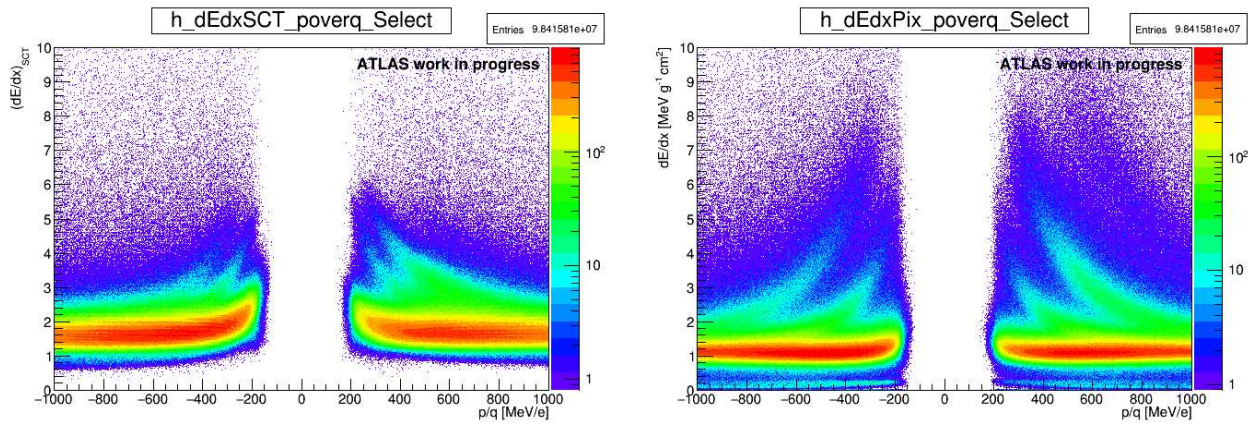 h_dEdxSCT_poverq_Select
Entries 9.841581e+07
ATLAS work in progress
(dE/dx)SCT
10
9
8
7
6
5
4
3
2
1
0
−1000 −800 −600 −400 −200 0 200 400 600 800 1000
p/q [MeV/e]
10²
10
1
h_dEdxPix_poverq_Select
Entries 9.841581e+07
ATLAS work in progress
dE/dx [MeV g⁻¹ cm²]
10
9
8
7
6
5
4
3
2
1
0
−1000 −800 −600 −400 −200 0 200 400 600 800 1000
p/q [MeV/e]
10²
10
1